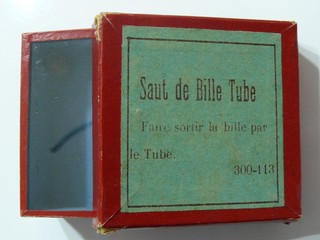 Saut de Bille Tube
Faire sortir la bille par
le Tube.
300-113